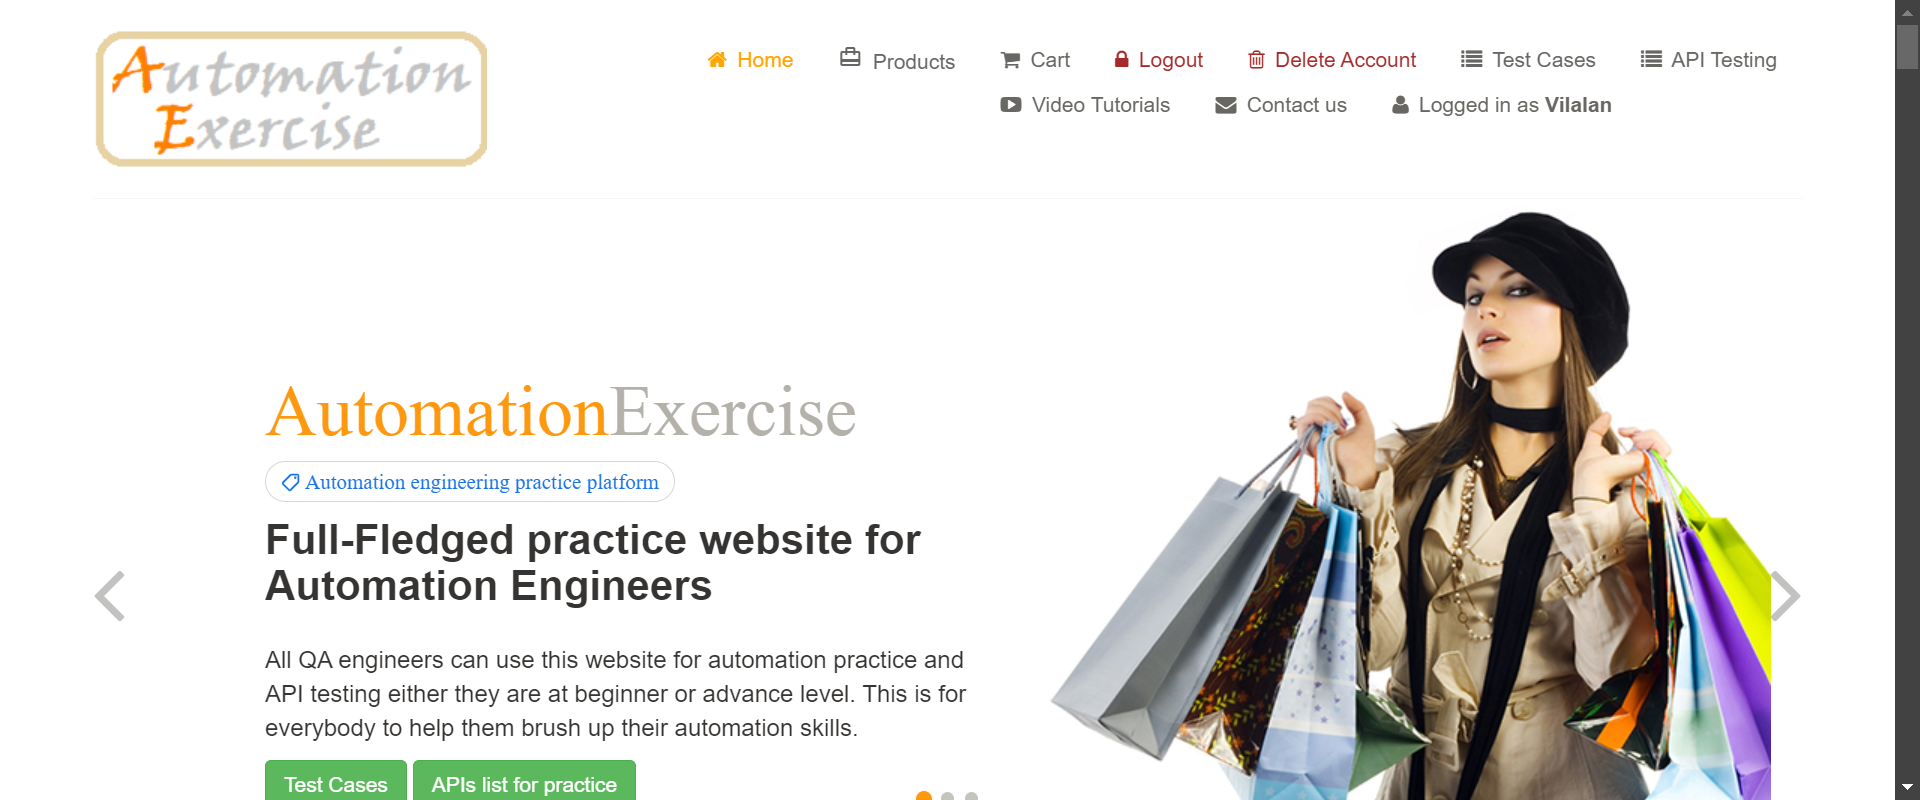 Automation
Exercise
Home
Products
Cart
Logout
Delete Account
Test Cases
API Testing
Video Tutorials
Contact us
Logged in as Vilalan
AutomationExercise
Automation engineering practice platform
Full-Fledged practice website for
Automation Engineers
All QA engineers can use this website for automation practice and
API testing either they are at beginner or advance level. This is for
everybody to help them brush up their automation skills.
Test Cases
APIs list for practice